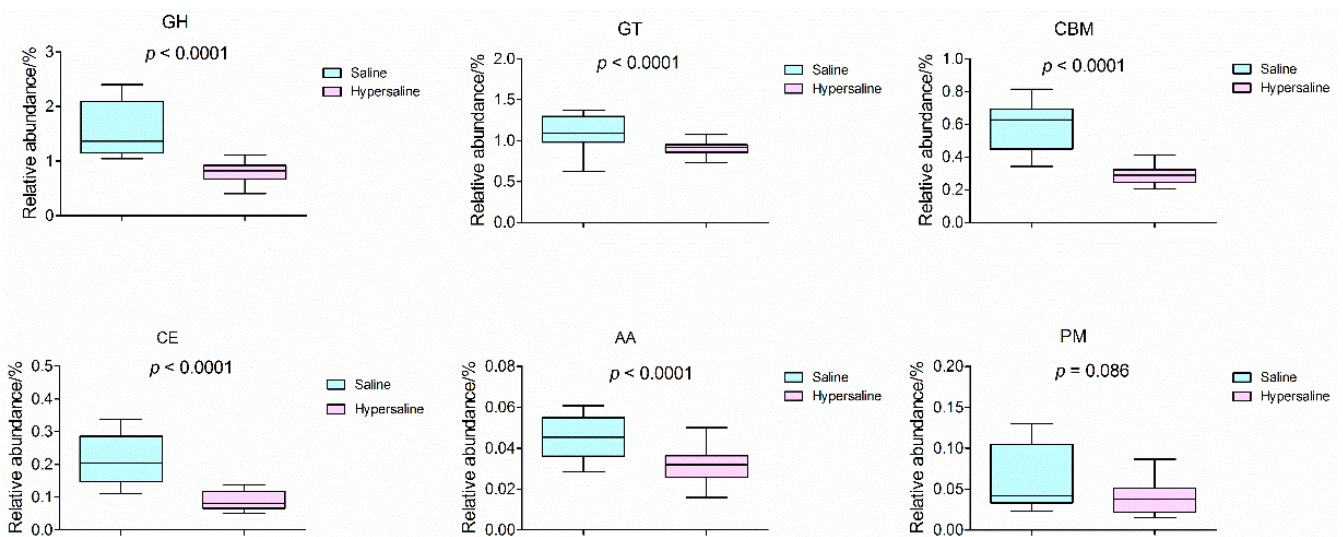 GH
p < 0.0001
Relative abundance/%
3
2
1
0
Saline
Hypersaline
GT
p < 0.0001
Relative abundance/%
2.0
1.5
1.0
0.5
0.0
Saline
Hypersaline
CBM
p < 0.0001
Relative abundance/%
1.0
0.8
0.6
0.4
0.2
0.0
Saline
Hypersaline
CE
p < 0.0001
Relative abundance/%
0.5
0.4
0.3
0.2
0.1
0.0
Saline
Hypersaline
AA
p < 0.0001
Relative abundance/%
0.08
0.06
0.04
0.02
0.00
Saline
Hypersaline
PM
p = 0.086
Relative abundance/%
0.20
0.15
0.10
0.05
0.00
Saline
Hypersaline